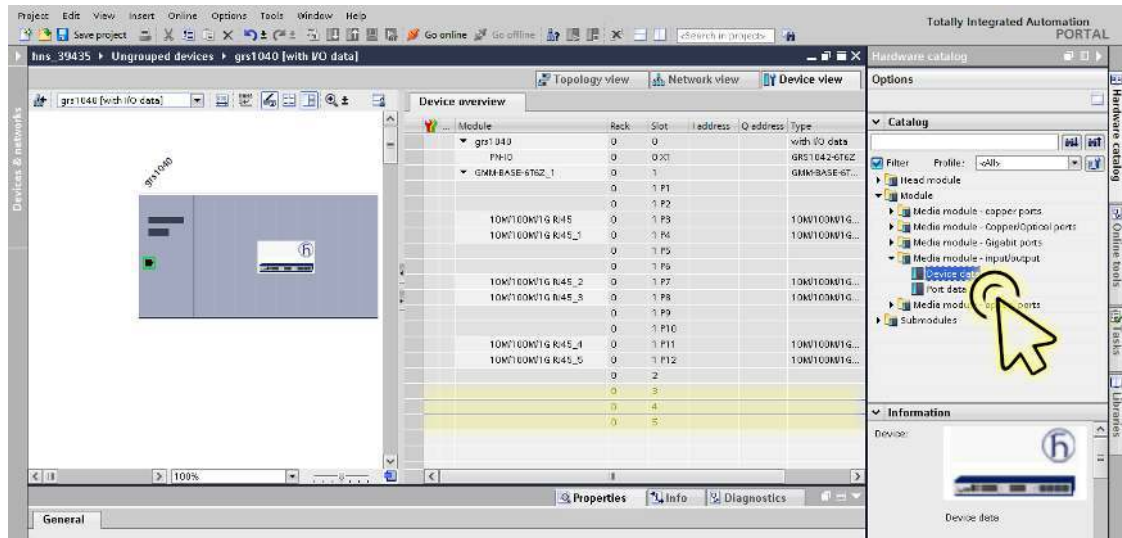 Project Edit View Insert Online Options Tools Window Help
Totally Integrated Automation
PORTAL
Save project
Go online
Go offline
<Search in project>
hns_39435 ▸ Ungrouped devices ▸ grs1040 [with I/O data]
Hardware catalog
Topology view
Network view
Device view
Options
grs1040 [with I/O data]
Device overview
... Module Rack Slot I address Q address Type
grs1040 0 0 with I/O data
PN-IO 0 0 X1 GRS1042-6T6Z
GMM-BASE-6T6Z_1 0 1 GMM-BASE-6T...
0 1 P1
0 1 P2
10M/100M/1G RJ45 0 1 P3 10M/100M/1G...
10M/100M/1G RJ45_1 0 1 P4 10M/100M/1G...
0 1 P5
0 1 P6
10M/100M/1G RJ45_2 0 1 P7 10M/100M/1G...
10M/100M/1G RJ45_3 0 1 P8 10M/100M/1G...
0 1 P9
0 1 P10
10M/100M/1G RJ45_4 0 1 P11 10M/100M/1G...
10M/100M/1G RJ45_5 0 1 P12 10M/100M/1G...
0 2
0 3
0 4
0 5
grs1040
Devices & networks
100%
Catalog
Filter Profile: <All>
Head module
Module
Media module - copper ports
Media module - Copper/Optical ports
Media module - Gigabit ports
Media module - input/output
Device data
Port data
Media module - ports
Submodules
Information
Device:
Device data
Hardware catalog
Online tools
Tasks
Libraries
Properties
Info
Diagnostics
General